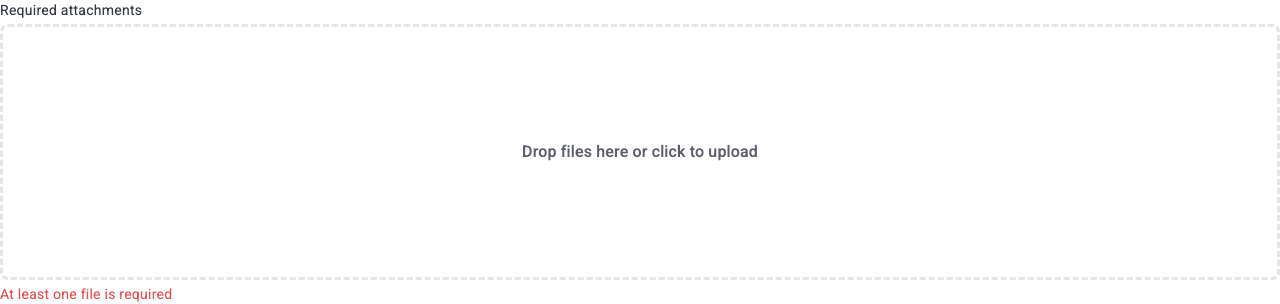 Required attachments
Drop files here or click to upload
At least one file is required